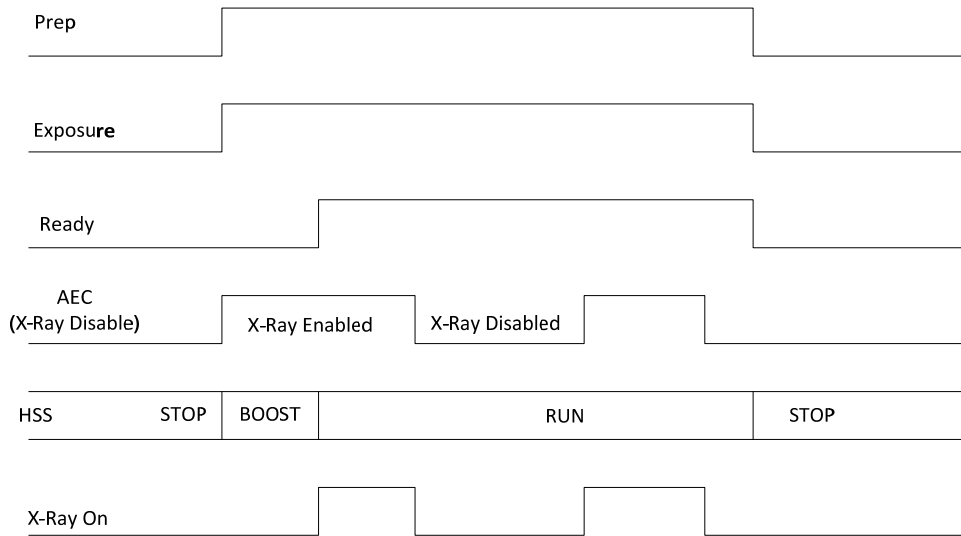 Prep
Exposure
Ready
AEC
(X-Ray Disable)
X-Ray Enabled
X-Ray Disabled
HSS
STOP
BOOST
RUN
STOP
X-Ray On